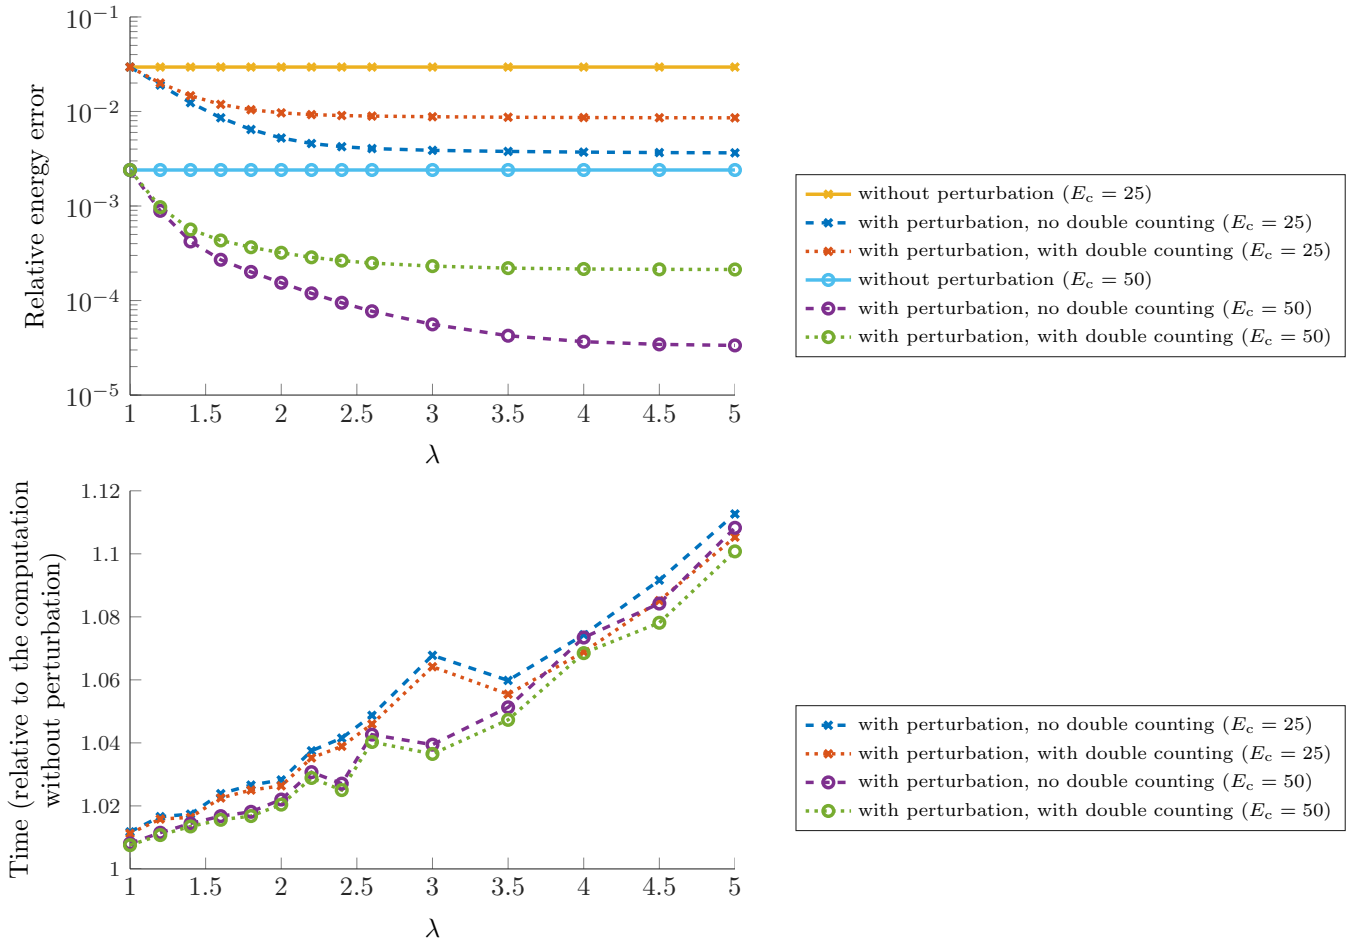 10⁻¹
10⁻²
10⁻³
10⁻⁴
10⁻⁵
Relative energy error
1 1.5 2 2.5 3 3.5 4 4.5 5
λ
without perturbation (E_c = 25)
with perturbation, no double counting (E_c = 25)
with perturbation, with double counting (E_c = 25)
without perturbation (E_c = 50)
with perturbation, no double counting (E_c = 50)
with perturbation, with double counting (E_c = 50)
1.12
1.1
1.08
1.06
1.04
1.02
1
Time (relative to the computation
without perturbation)
1 1.5 2 2.5 3 3.5 4 4.5 5
λ
with perturbation, no double counting (E_c = 25)
with perturbation, with double counting (E_c = 25)
with perturbation, no double counting (E_c = 50)
with perturbation, with double counting (E_c = 50)